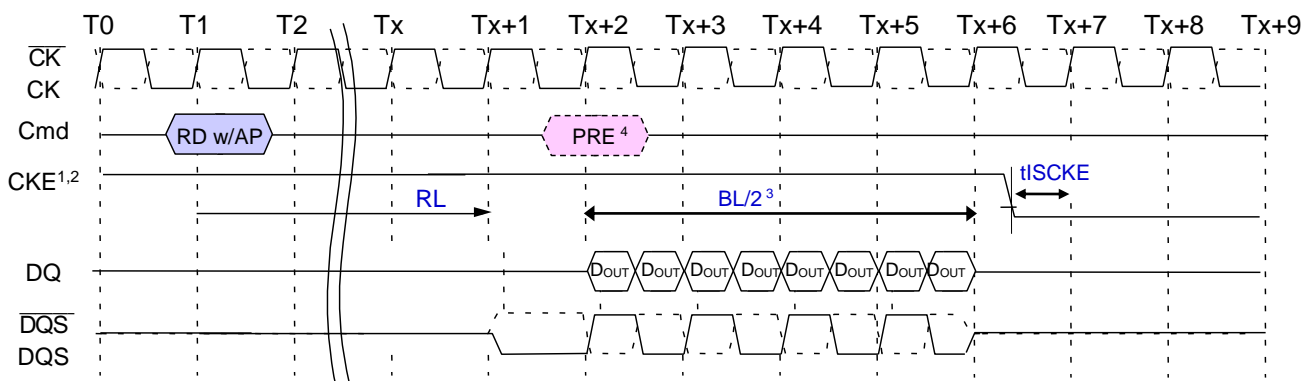 T0 T1 T2 Tx Tx+1 Tx+2 Tx+3 Tx+4 Tx+5 Tx+6 Tx+7 Tx+8 Tx+9
CK
CK
Cmd RD w/AP PRE 4
CKE1,2 tISCKE
RL BL/2 3
DQ DOUT DOUT DOUT DOUT DOUT DOUT DOUT DOUT
DQS
DQS